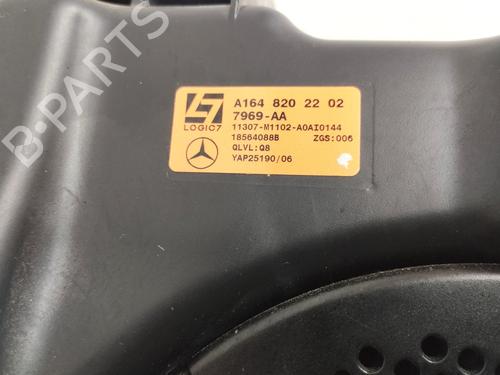 B-PARTS
LOGIC7
A164 820 22 02
7969-AA
11307-M1102-A0AI0144
18564088B ZGS:006
QLVL:Q8
YAP25190/06